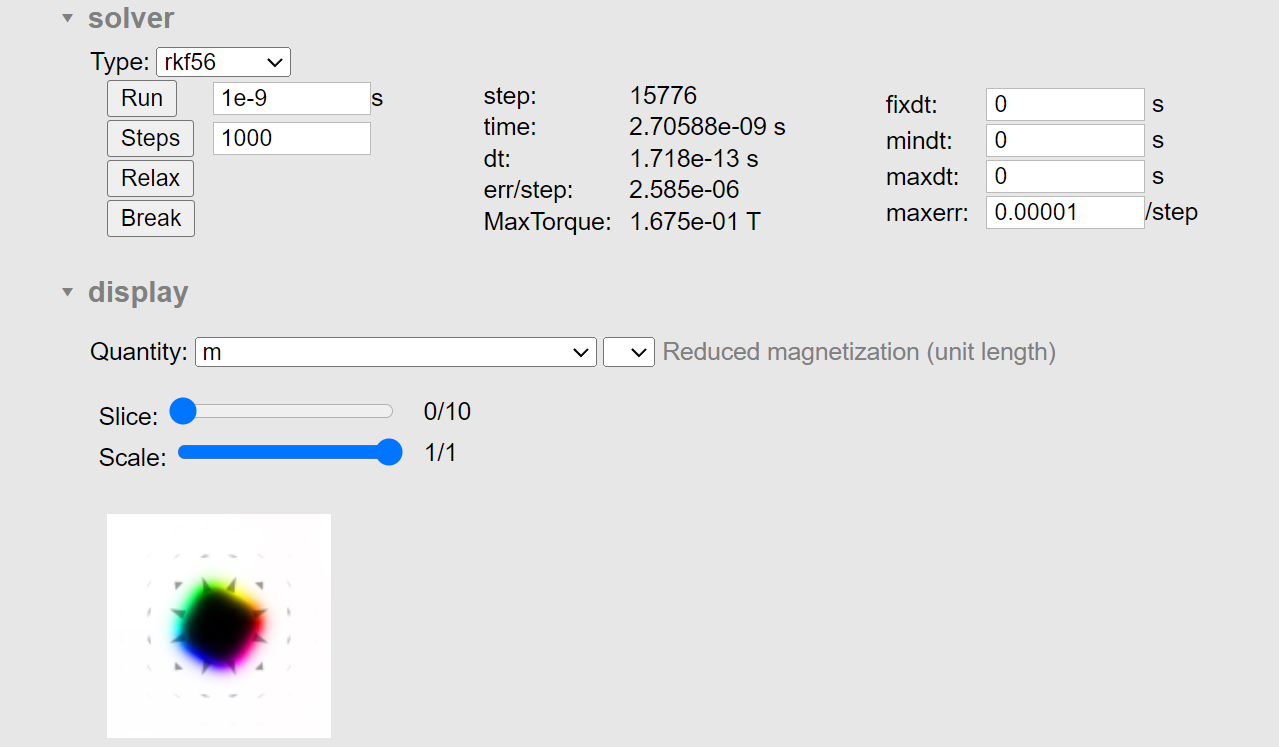 solver
Type: rkf56
Run 1e-9 s
Steps 1000
Relax
Break
step: 15776
time: 2.70588e-09 s
dt: 1.718e-13 s
err/step: 2.585e-06
MaxTorque: 1.675e-01 T
fixdt: 0 s
mindt: 0 s
maxdt: 0 s
maxerr: 0.00001 /step
display
Quantity: m Reduced magnetization (unit length)
Slice: 0/10
Scale: 1/1